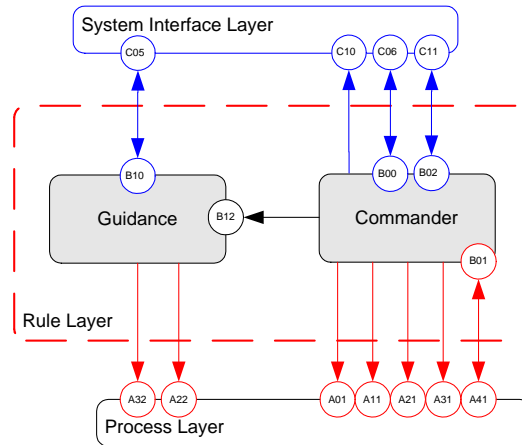 System Interface Layer
C05 C10 C06 C11
B10 B00 B02
Guidance B12 Commander
B01
Rule Layer
A32 A22 A01 A11 A21 A31 A41
Process Layer